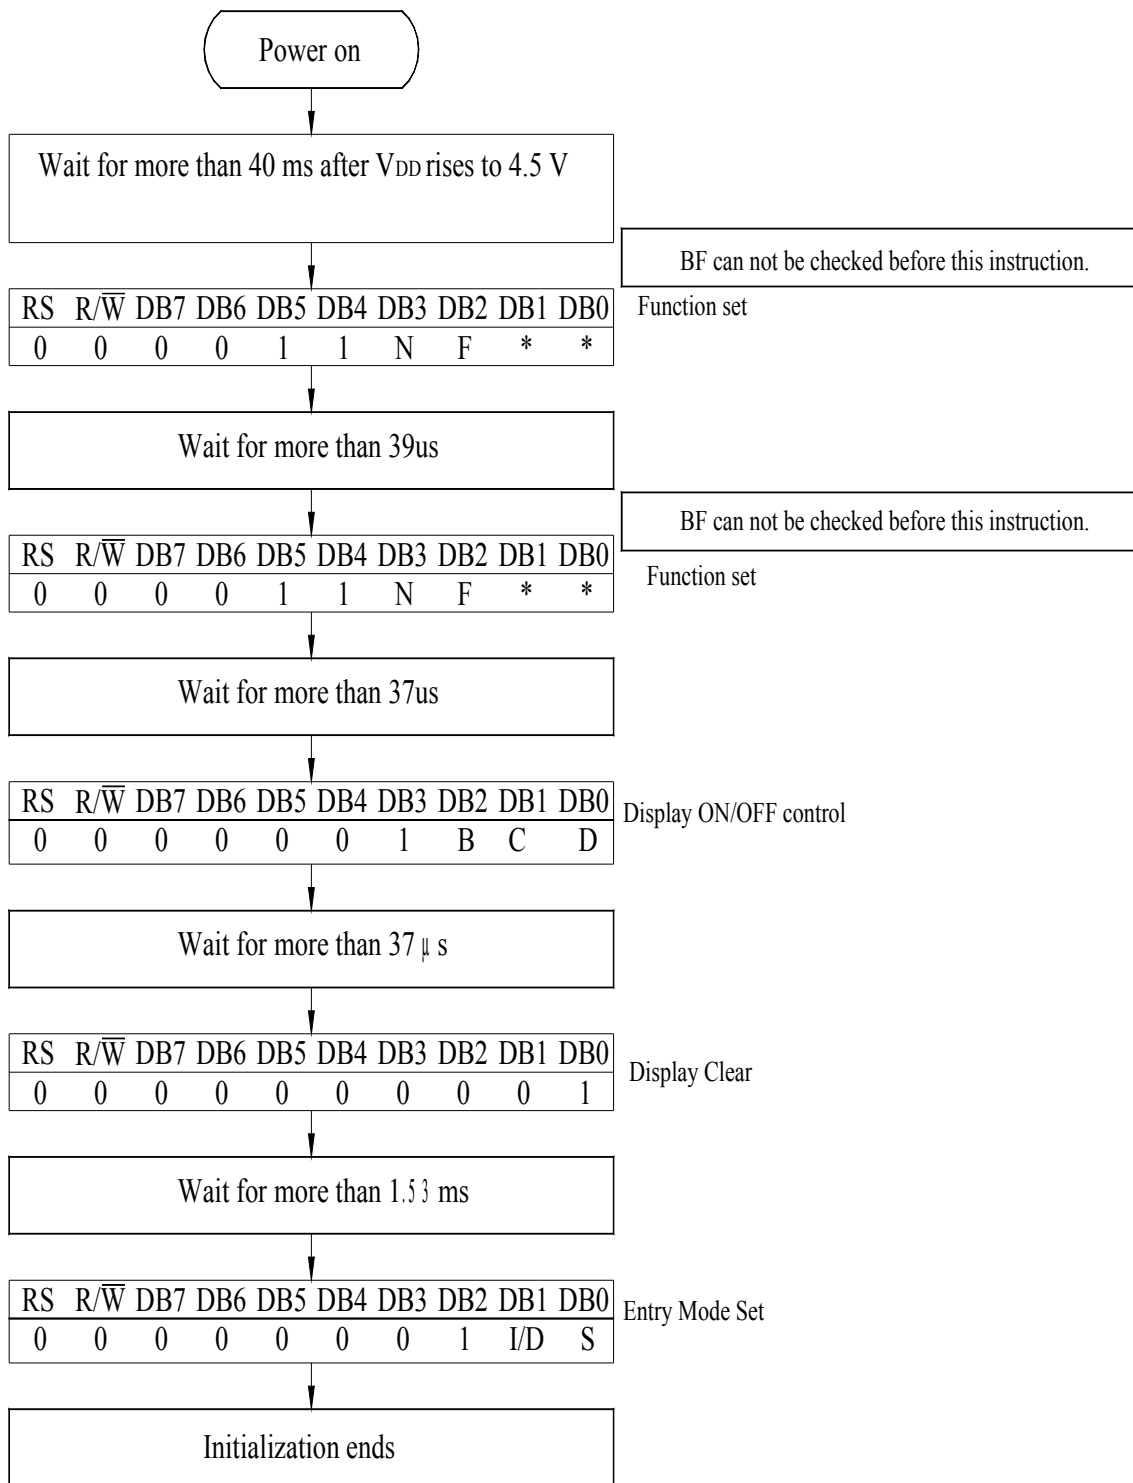 Power on
Wait for more than 40 ms after VDD rises to 4.5 V
BF can not be checked before this instruction.
RS R/W̅ DB7 DB6 DB5 DB4 DB3 DB2 DB1 DB0
Function set
0 0 0 0 1 1 N F * *
Wait for more than 39us
BF can not be checked before this instruction.
RS R/W̅ DB7 DB6 DB5 DB4 DB3 DB2 DB1 DB0
Function set
0 0 0 0 1 1 N F * *
Wait for more than 37us
RS R/W̅ DB7 DB6 DB5 DB4 DB3 DB2 DB1 DB0
Display ON/OFF control
0 0 0 0 0 0 1 B C D
Wait for more than 37 μ s
RS R/W̅ DB7 DB6 DB5 DB4 DB3 DB2 DB1 DB0
Display Clear
0 0 0 0 0 0 0 0 0 1
Wait for more than 1.53 ms
RS R/W̅ DB7 DB6 DB5 DB4 DB3 DB2 DB1 DB0
Entry Mode Set
0 0 0 0 0 0 0 1 I/D S
Initialization ends